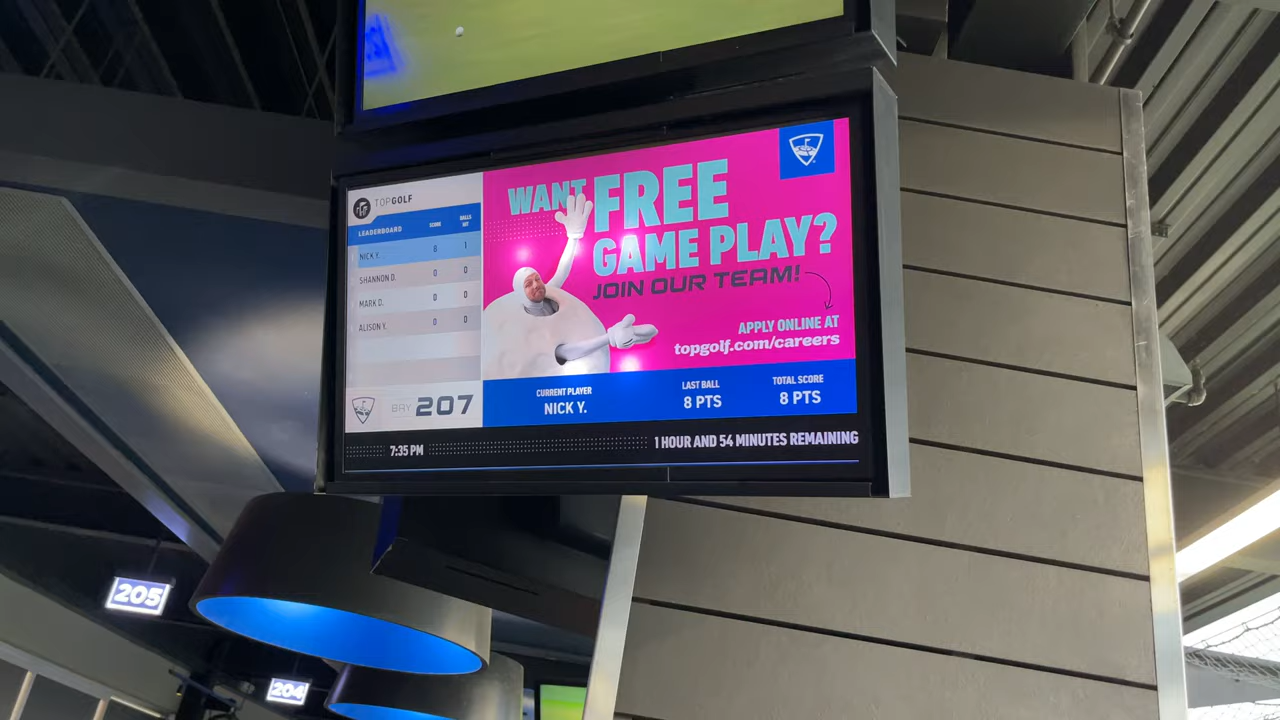 TOPGOLF
LEADERBOARD SCORE BALLS HIT
NICK Y. 8 1
SHANNON D. 0 0
MARK D. 0 0
ALISON Y. 0 0
BAY 207
WANT FREE
GAME PLAY?
JOIN OUR TEAM!
APPLY ONLINE AT
topgolf.com/careers
CURRENT PLAYER
NICK Y.
LAST BALL
8 PTS
TOTAL SCORE
8 PTS
7:35 PM
1 HOUR AND 54 MINUTES REMAINING
205
204